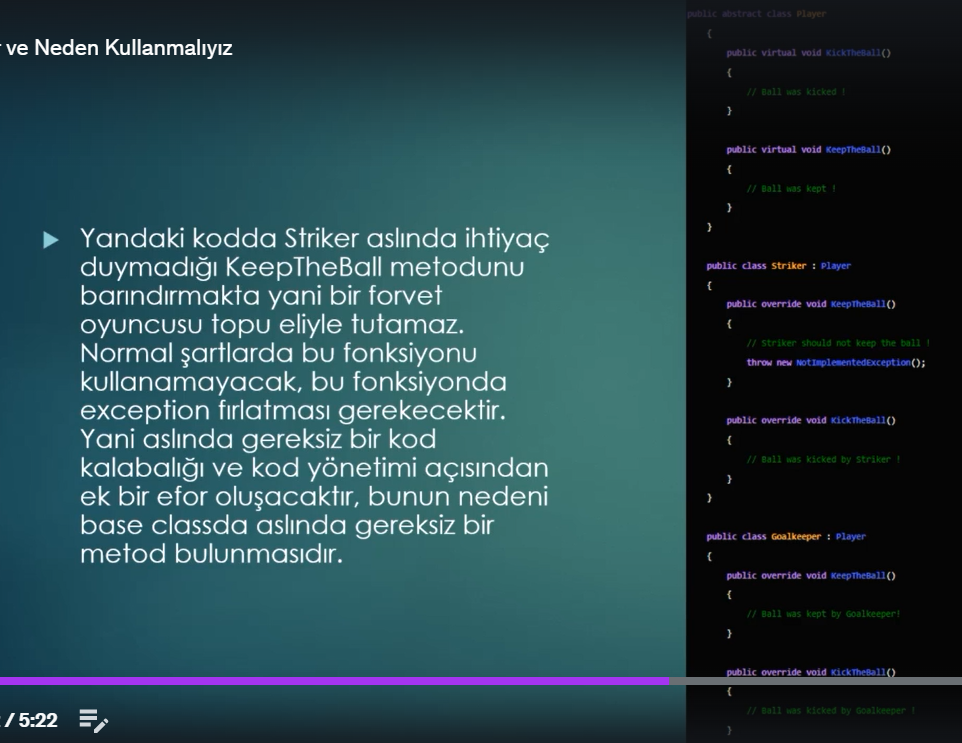 ve Neden Kullanmalıyız
Yandaki kodda Striker aslında ihtiyaç
duymadığı KeepTheBall metodunu
barındırmakta yani bir forvet
oyuncusu topu eliyle tutamaz.
Normal şartlarda bu fonksiyonu
kullanamayacak, bu fonksiyonda
exception fırlatması gerekecektir.
Yani aslında gereksiz bir kod
kalabalığı ve kod yönetimi açısından
ek bir efor oluşacaktır, bunun nedeni
base classda aslında gereksiz bir
metod bulunmasıdır.
public abstract class Player
{
public virtual void KickTheBall()
{
// Ball was kicked !
}
public virtual void KeepTheBall()
{
// Ball was kept !
}
}
public class Striker : Player
{
public override void KeepTheBall()
{
// Striker should not keep the ball !
throw new NotImplementedException();
}
public override void KickTheBall()
{
// Ball was kicked by Striker !
}
}
public class Goalkeeper : Player
{
public override void KeepTheBall()
{
// Ball was kept by Goalkeeper!
}
public override void KickTheBall()
{
// Ball was kicked by Goalkeeper !
}
/ 5:22